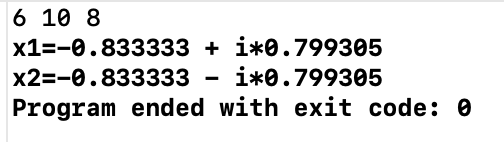 6 10 8
x1=-0.833333 + i*0.799305
x2=-0.833333 - i*0.799305
Program ended with exit code: 0